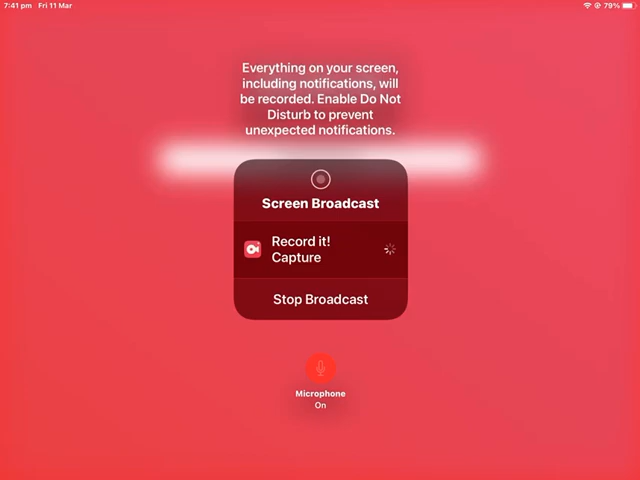 7:41 pm Fri 11 Mar
79%
Everything on your screen,
including notifications, will
be recorded. Enable Do Not
Disturb to prevent
unexpected notifications.
Screen Broadcast
Record it!
Capture
Stop Broadcast
Microphone
On